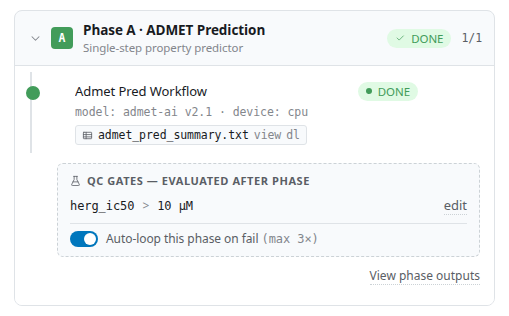 A
Phase A · ADMET Prediction
Single-step property predictor
DONE
1/1
Admet Pred Workflow
DONE
model: admet-ai v2.1 · device: cpu
admet_pred_summary.txt view dl
QC GATES — EVALUATED AFTER PHASE
herg_ic50 > 10 μM
edit
Auto-loop this phase on fail (max 3×)
View phase outputs